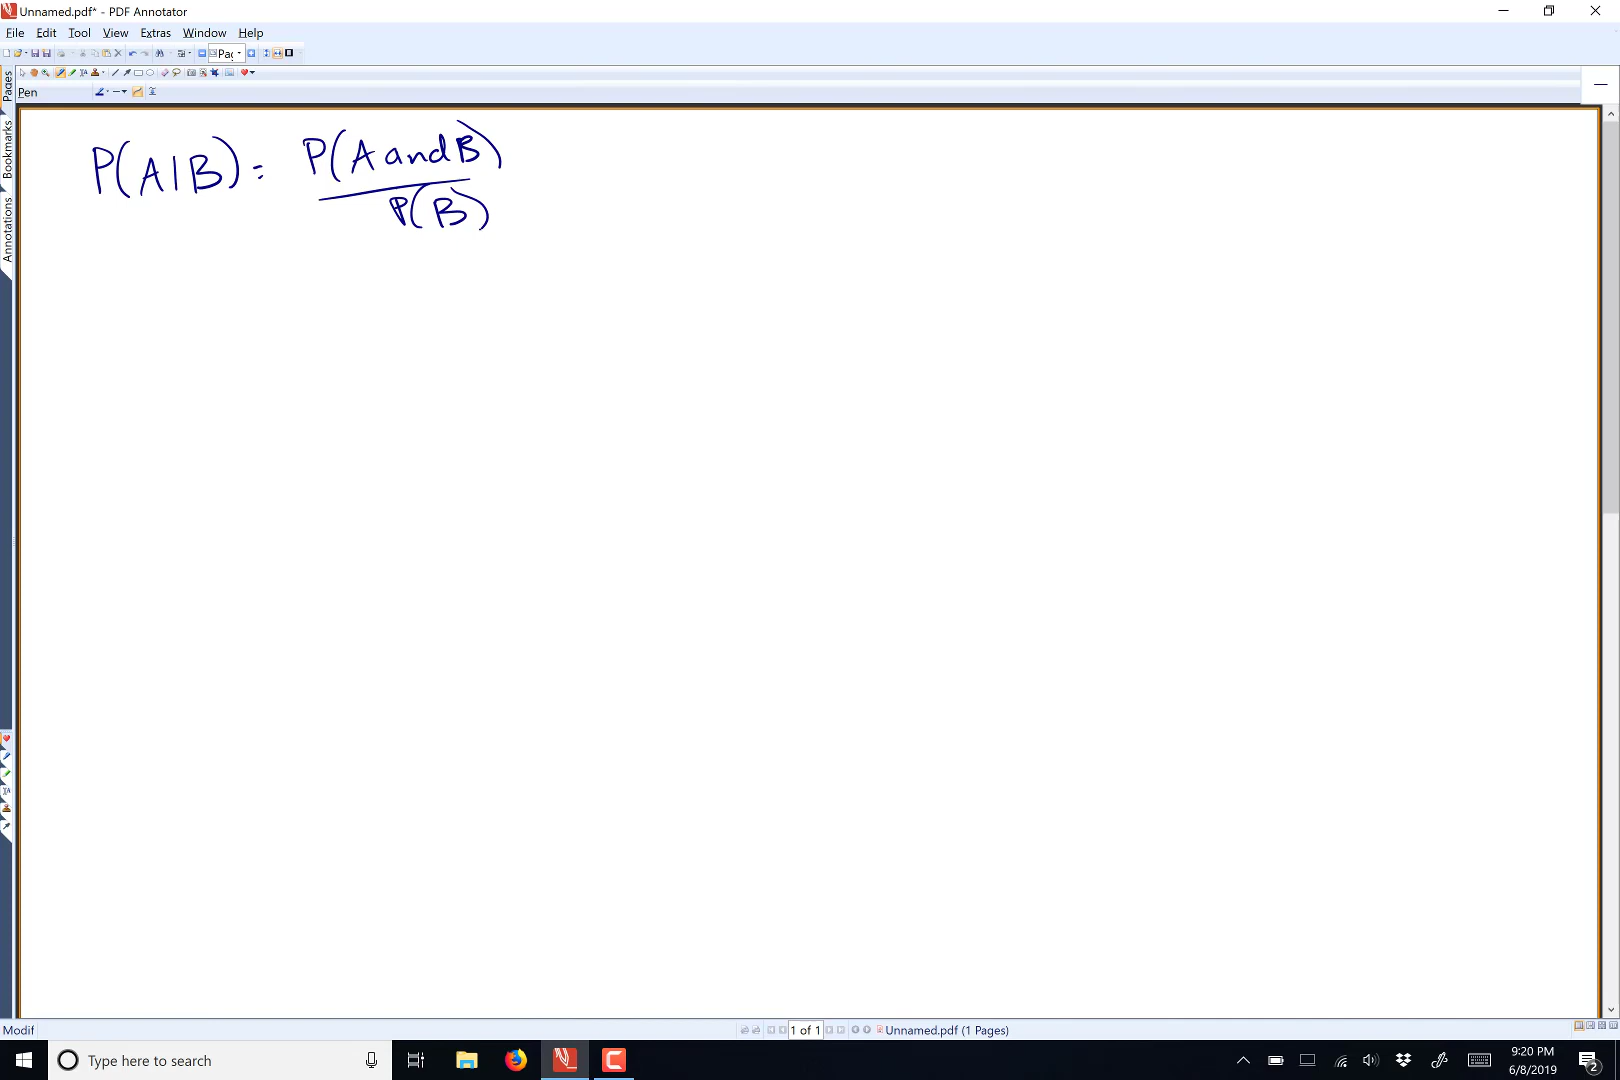 Unnamed.pdf* - PDF Annotator
File Edit Tool View Extras Window Help
Pen
Pages
Bookmarks
Annotations
P(A|B) = P(A and B)
P(B)
Modif
1 of 1
Unnamed.pdf (1 Pages)
Type here to search
9:20 PM
6/8/2019
2